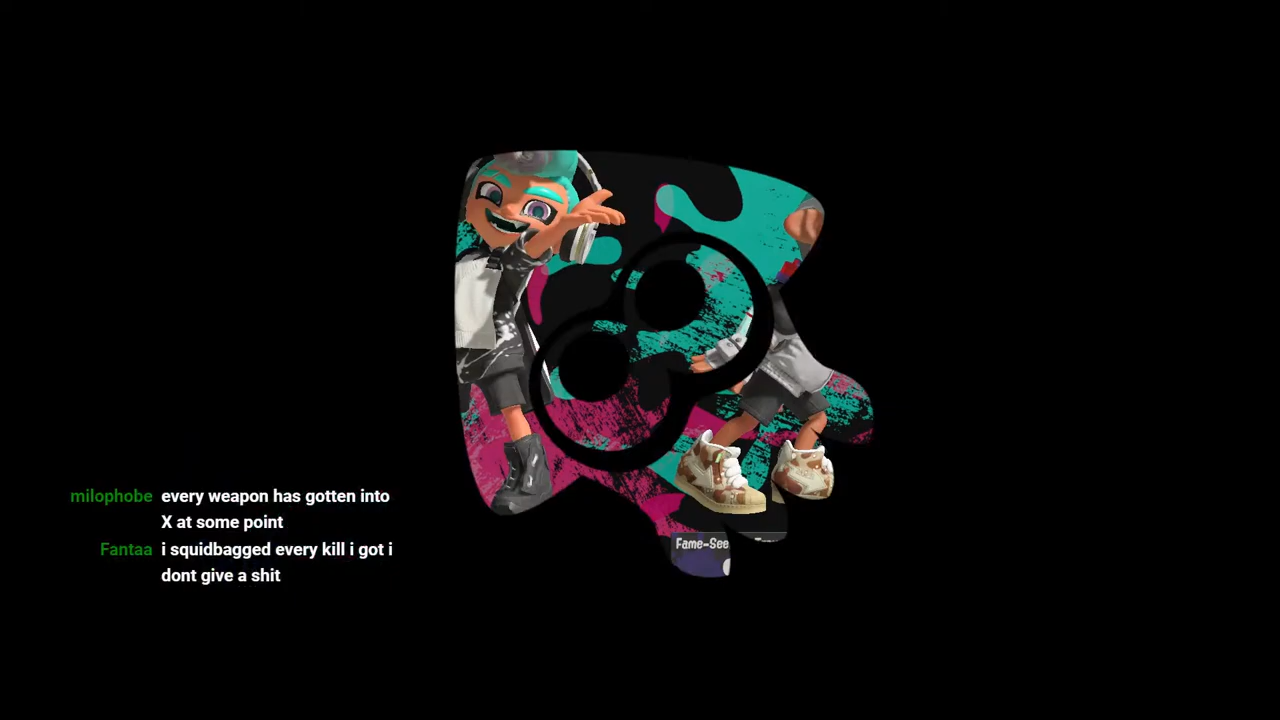 milophobe every weapon has gotten into
X at some point
Fantaa i squidbagged every kill i got i
dont give a shit
Fame-See